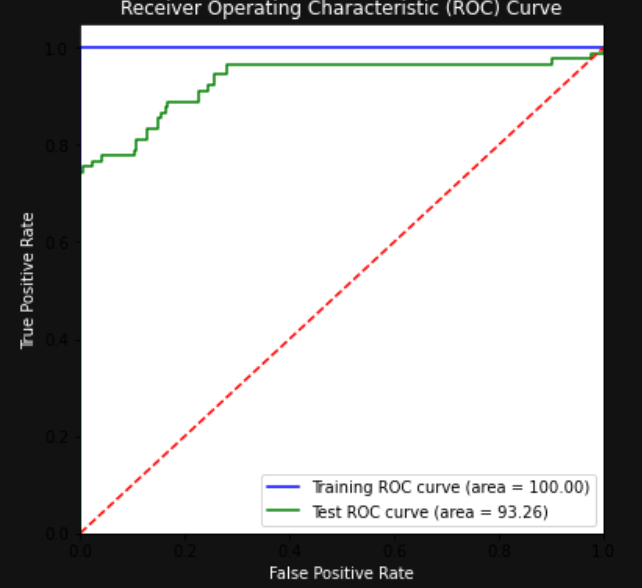 Receiver Operating Characteristic (ROC) Curve
1.0
0.8
0.6
0.4
0.2
0.0
True Positive Rate
Training ROC curve (area = 100.00)
Test ROC curve (area = 93.26)
0.0 0.2 0.4 0.6 0.8 1.0
False Positive Rate